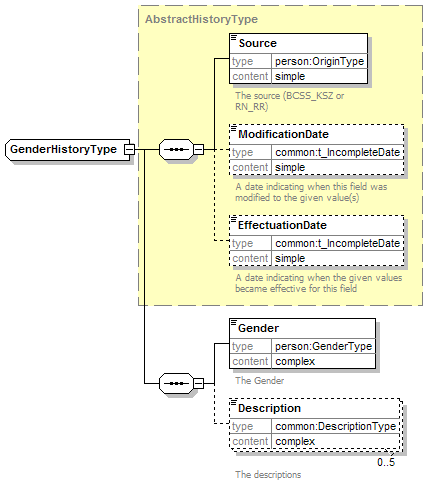 AbstractHistoryType
Source
type person:OriginType
content simple
The source (BCSS_KSZ or
RN_RR)
ModificationDate
type common:t_IncompleteDate
content simple
A date indicating when this field was
modified to the given value(s)
GenderHistoryType
EffectuationDate
type common:t_IncompleteDate
content simple
A date indicating when the given values
became effective for this field
Gender
type person:GenderType
content complex
The Gender
Description
type common:DescriptionType
content complex
0..5
The descriptions